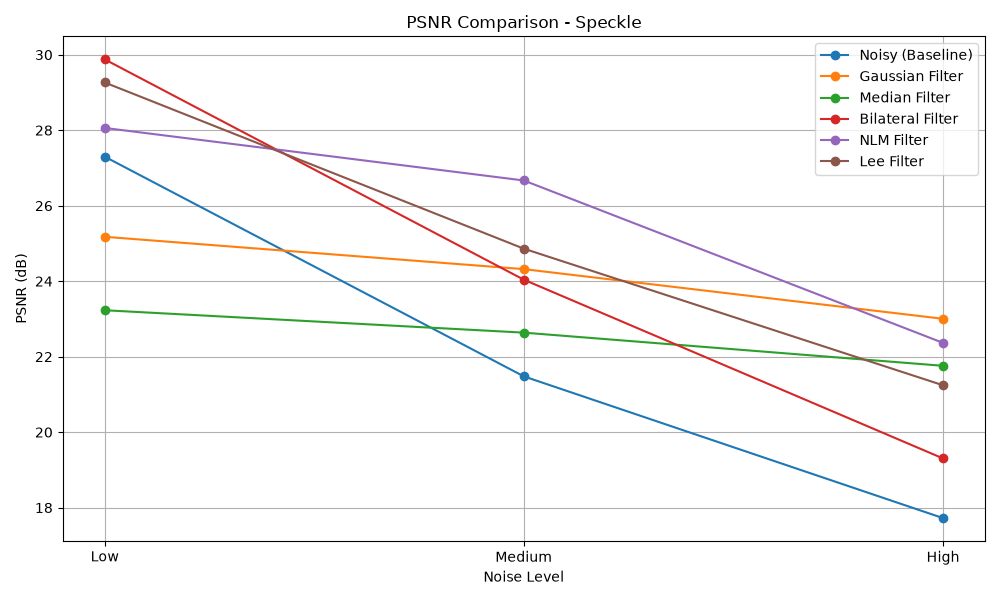 PSNR Comparison - Speckle
Noisy (Baseline)
Gaussian Filter
Median Filter
Bilateral Filter
NLM Filter
Lee Filter
PSNR (dB)
30
28
26
24
22
20
18
Low
Medium
High
Noise Level